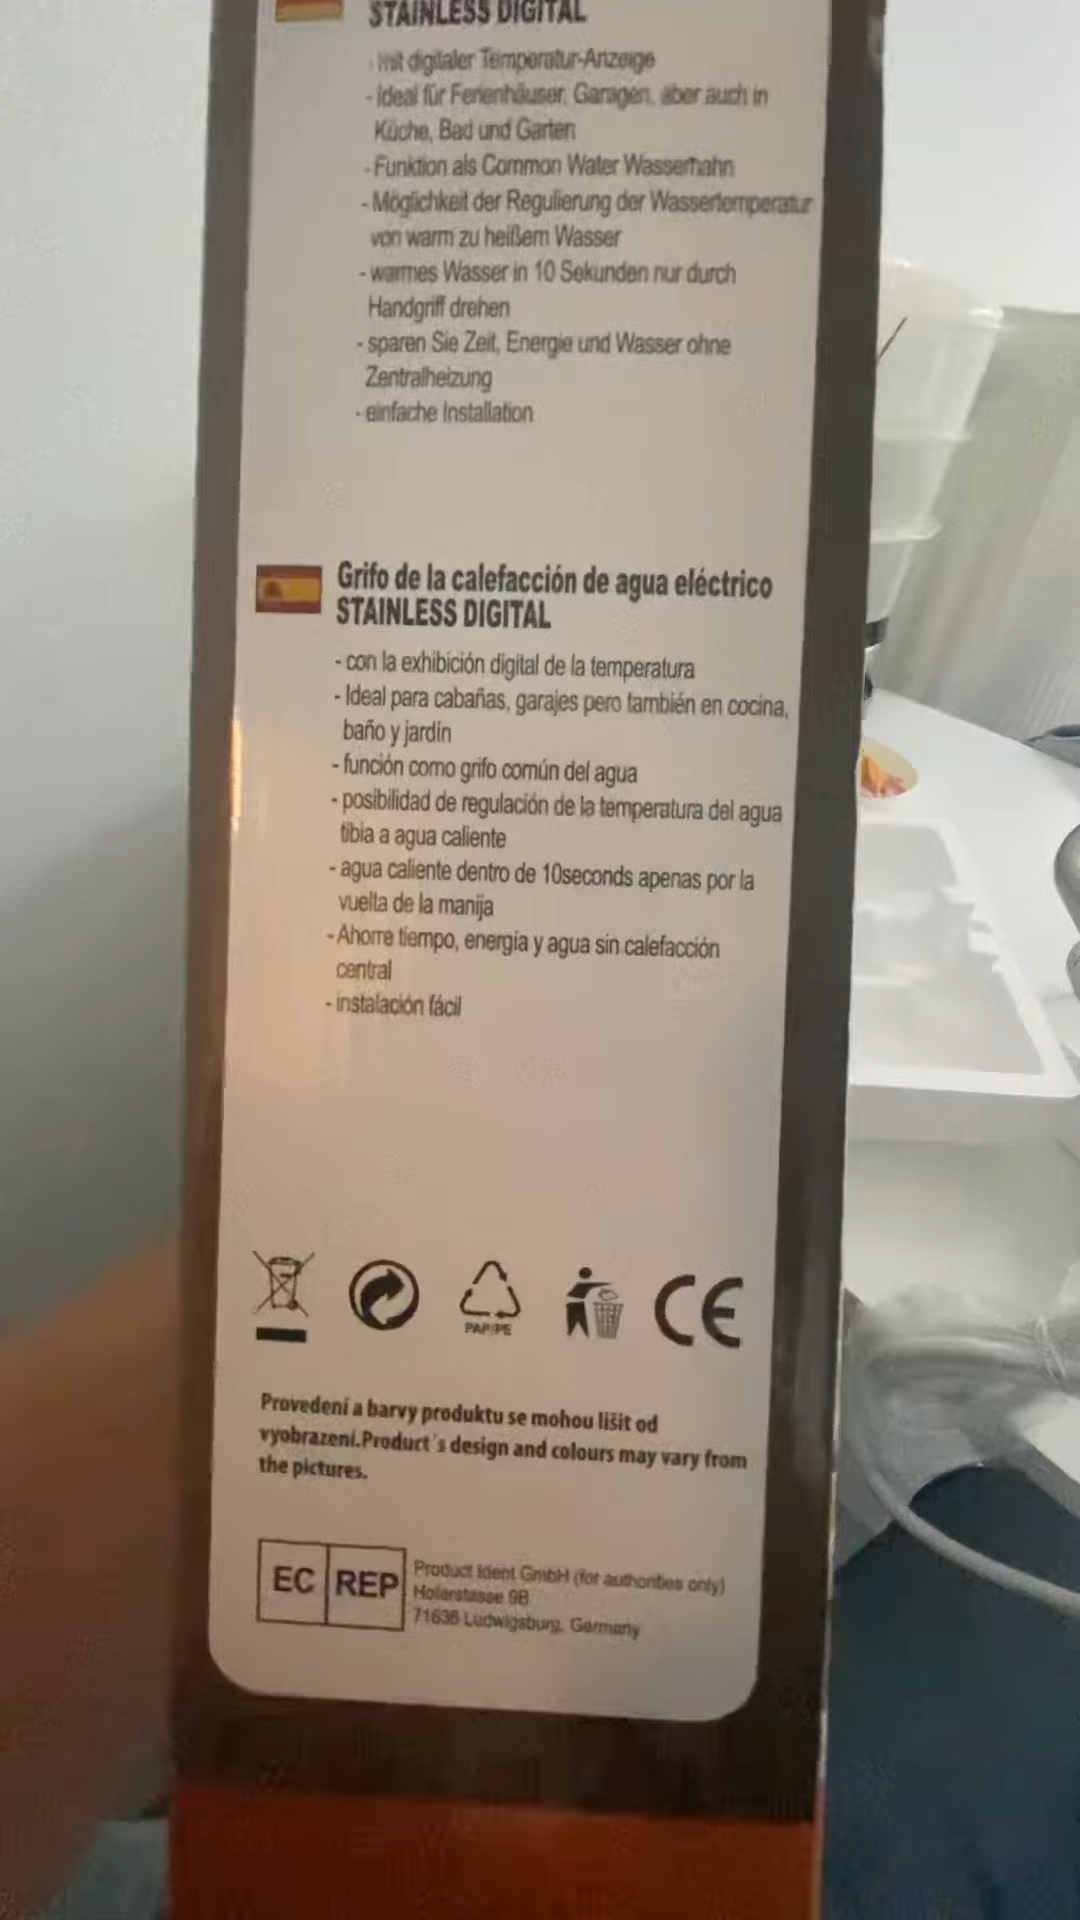 STAINLESS DIGITAL
- mit digitaler Temperatur-Anzeige
- Ideal für Ferienhäuser, Garagen, aber auch in
Küche, Bad und Garten
- Funktion als Common Water Wasserhahn
- Möglichkeit der Regulierung der Wassertemperatur
von warm zu heißem Wasser
- warmes Wasser in 10 Sekunden nur durch
Handgriff drehen
- sparen Sie Zeit, Energie und Wasser ohne
Zentralheizung
- einfache Installation
Grifo de la calefacción de agua eléctrico
STAINLESS DIGITAL
- con la exhibición digital de la temperatura
- Ideal para cabañas, garajes pero también en cocina,
baño y jardín
- función como grifo común del agua
- posibilidad de regulación de la temperatura del agua
tibia a agua caliente
- agua caliente dentro de 10seconds apenas por la
vuelta de la manija
- Ahorre tiempo, energía y agua sin calefacción
central
- instalación fácil
PAP/PE
CE
Provedení a barvy produktu se mohou lišit od
vyobrazení.Product´s design and colours may vary from
the pictures.
EC REP
Product Ident GmbH (for authorities only)
Hoferstasse 9B
71636 Ludwigsburg, Germany